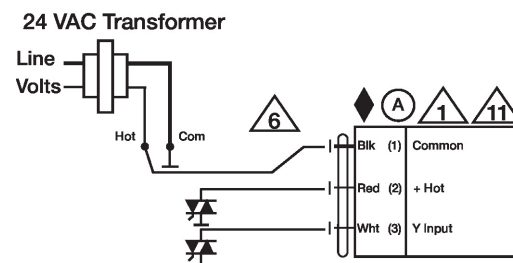 24 VAC Transformer
Line
Volts
Hot
Com
6
A
1
11
Blk (1) Common
Red (2) + Hot
Wht (3) Y Input